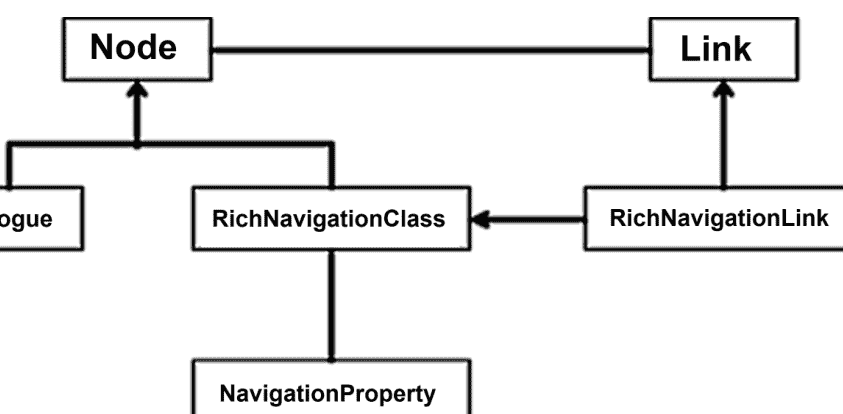 Node
Link
ogue
RichNavigationClass
RichNavigationLink
NavigationProperty